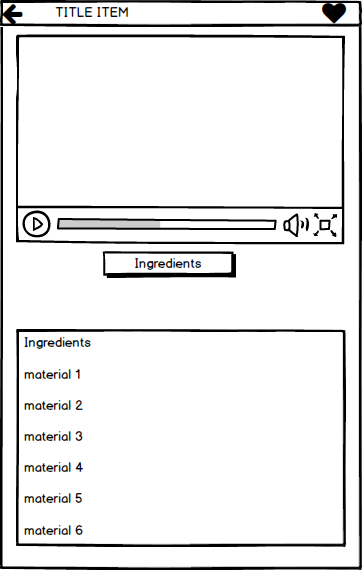 TITLE ITEM
Ingredients
Ingredients
material 1
material 2
material 3
material 4
material 5
material 6